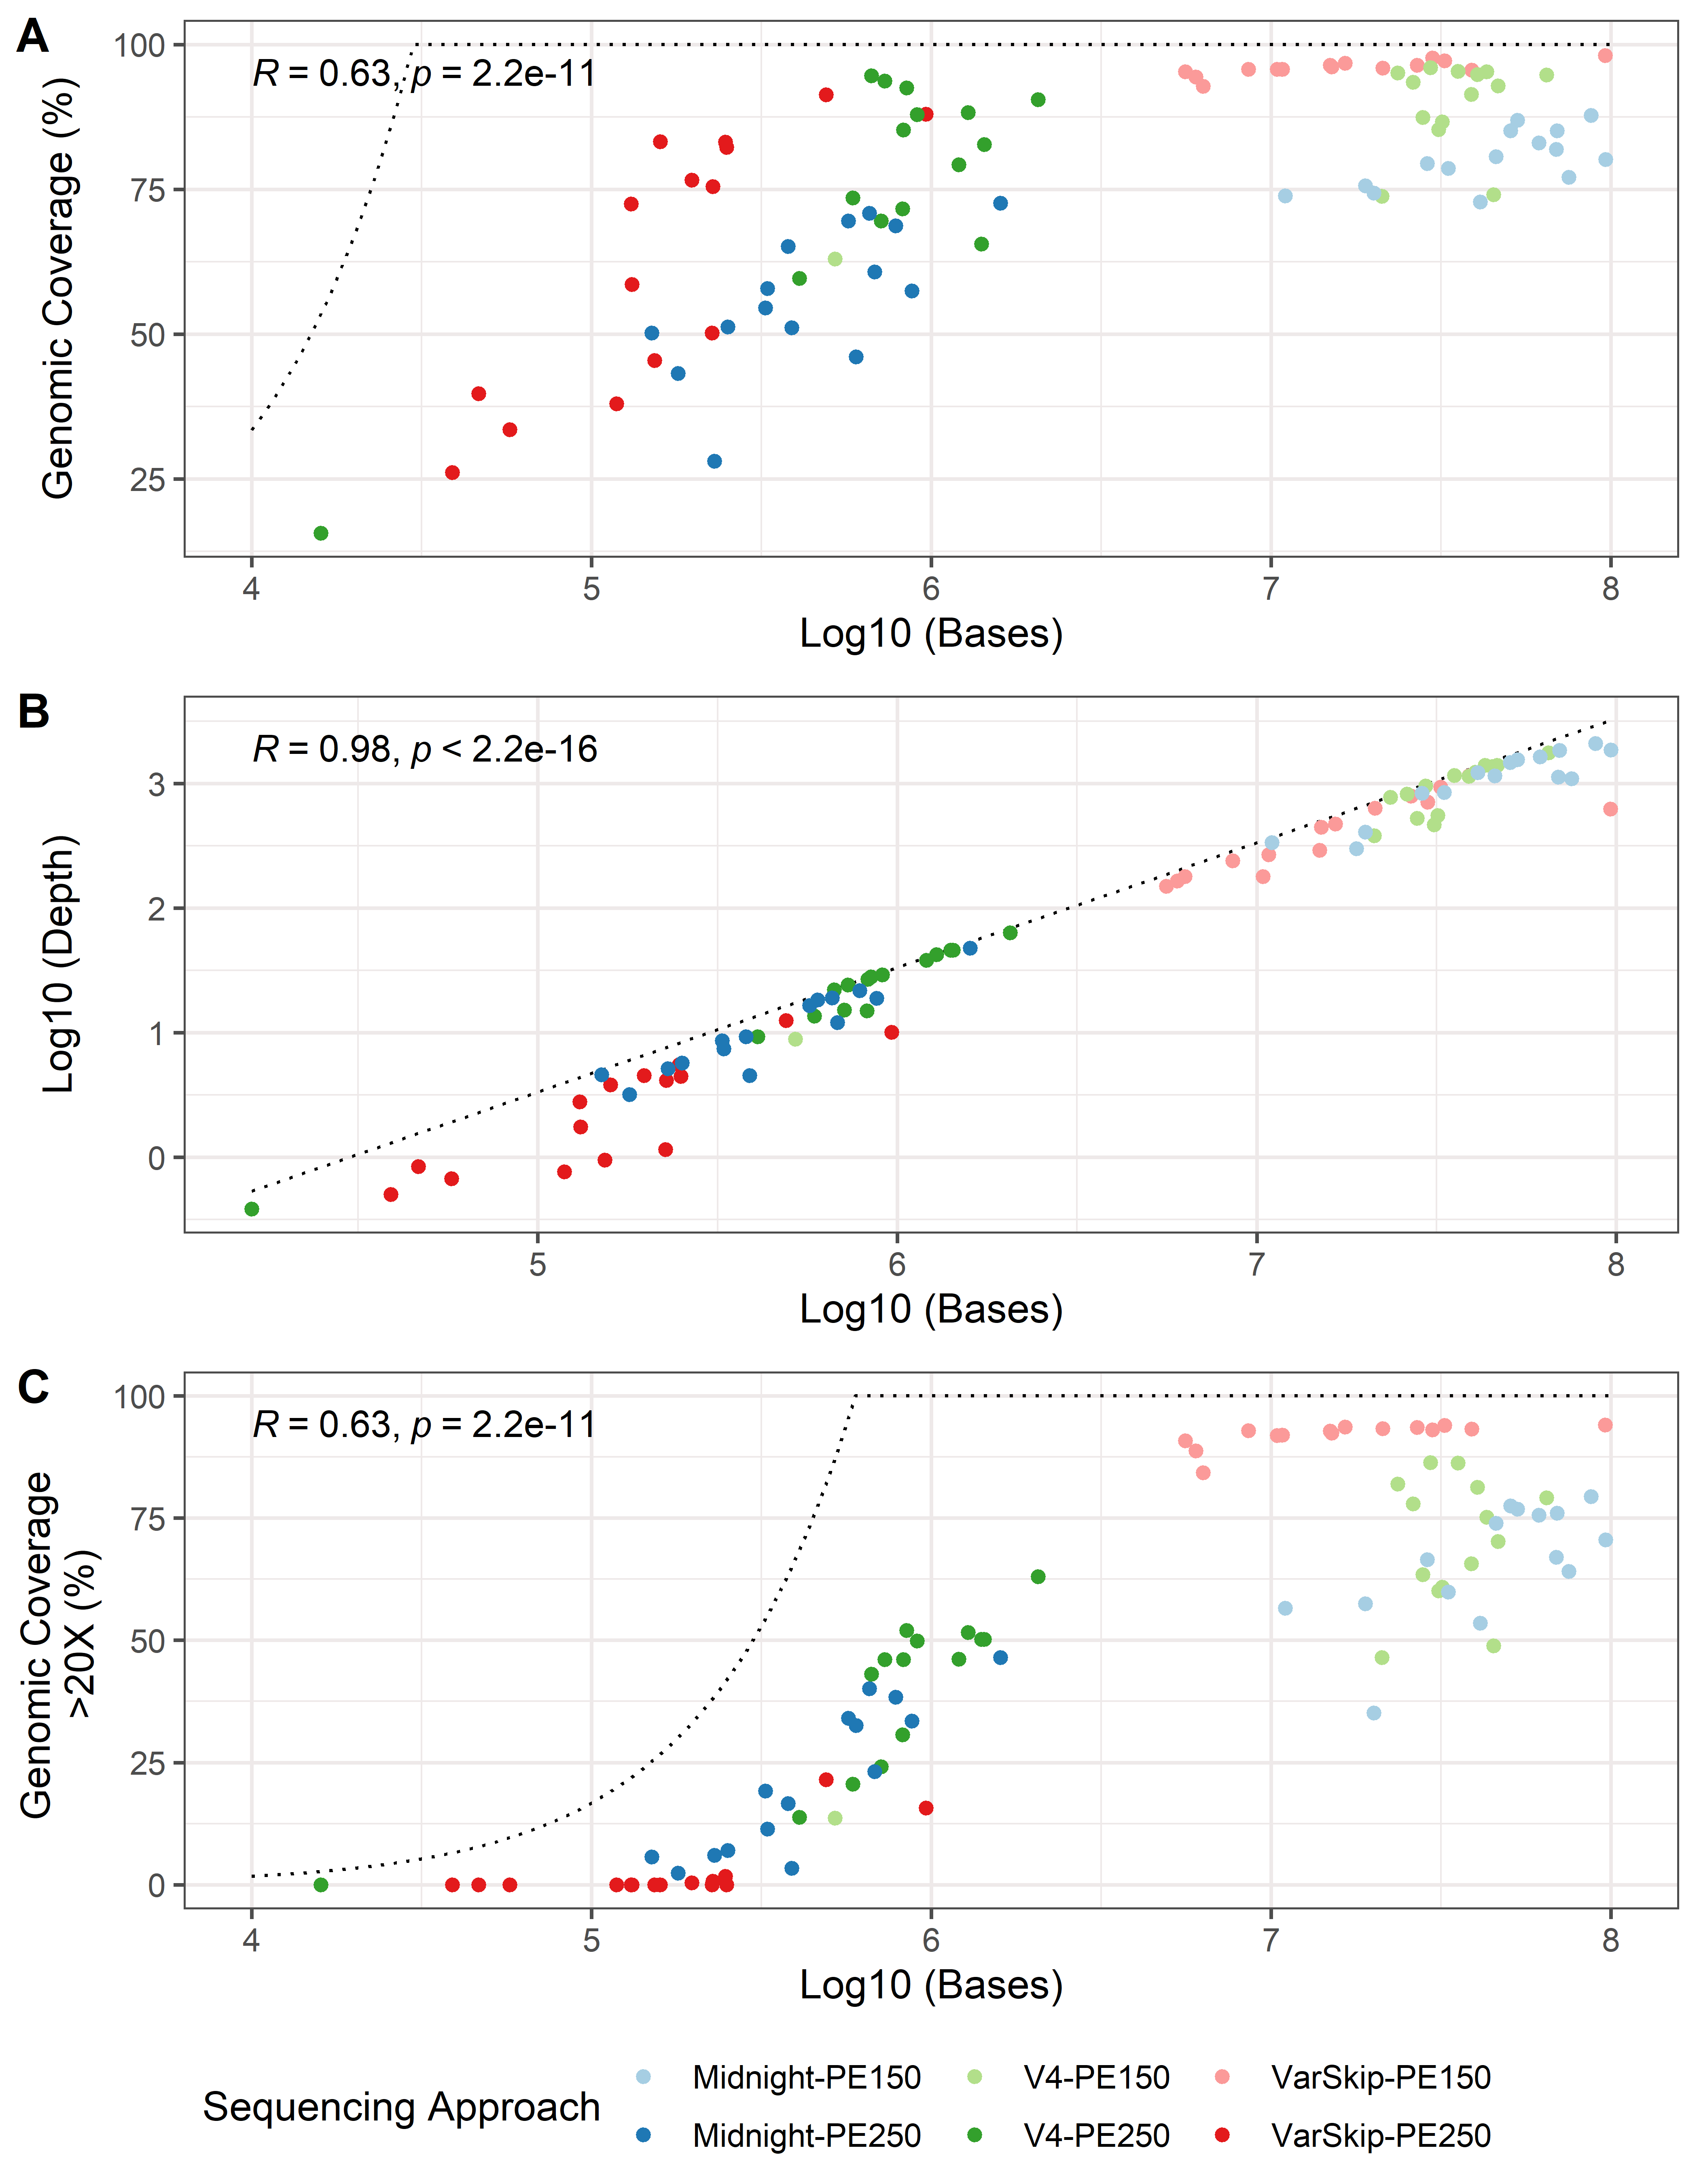 A
R = 0.63, p = 2.2e-11
100
75
50
25
Genomic Coverage (%)
4 5 6 7 8
Log10 (Bases)
B
R = 0.98, p < 2.2e-16
3
2
1
0
Log10 (Depth)
5 6 7 8
Log10 (Bases)
C
R = 0.63, p = 2.2e-11
100
75
50
25
0
Genomic Coverage
>20X (%)
4 5 6 7 8
Log10 (Bases)
Sequencing Approach
Midnight-PE150 V4-PE150 VarSkip-PE150
Midnight-PE250 V4-PE250 VarSkip-PE250